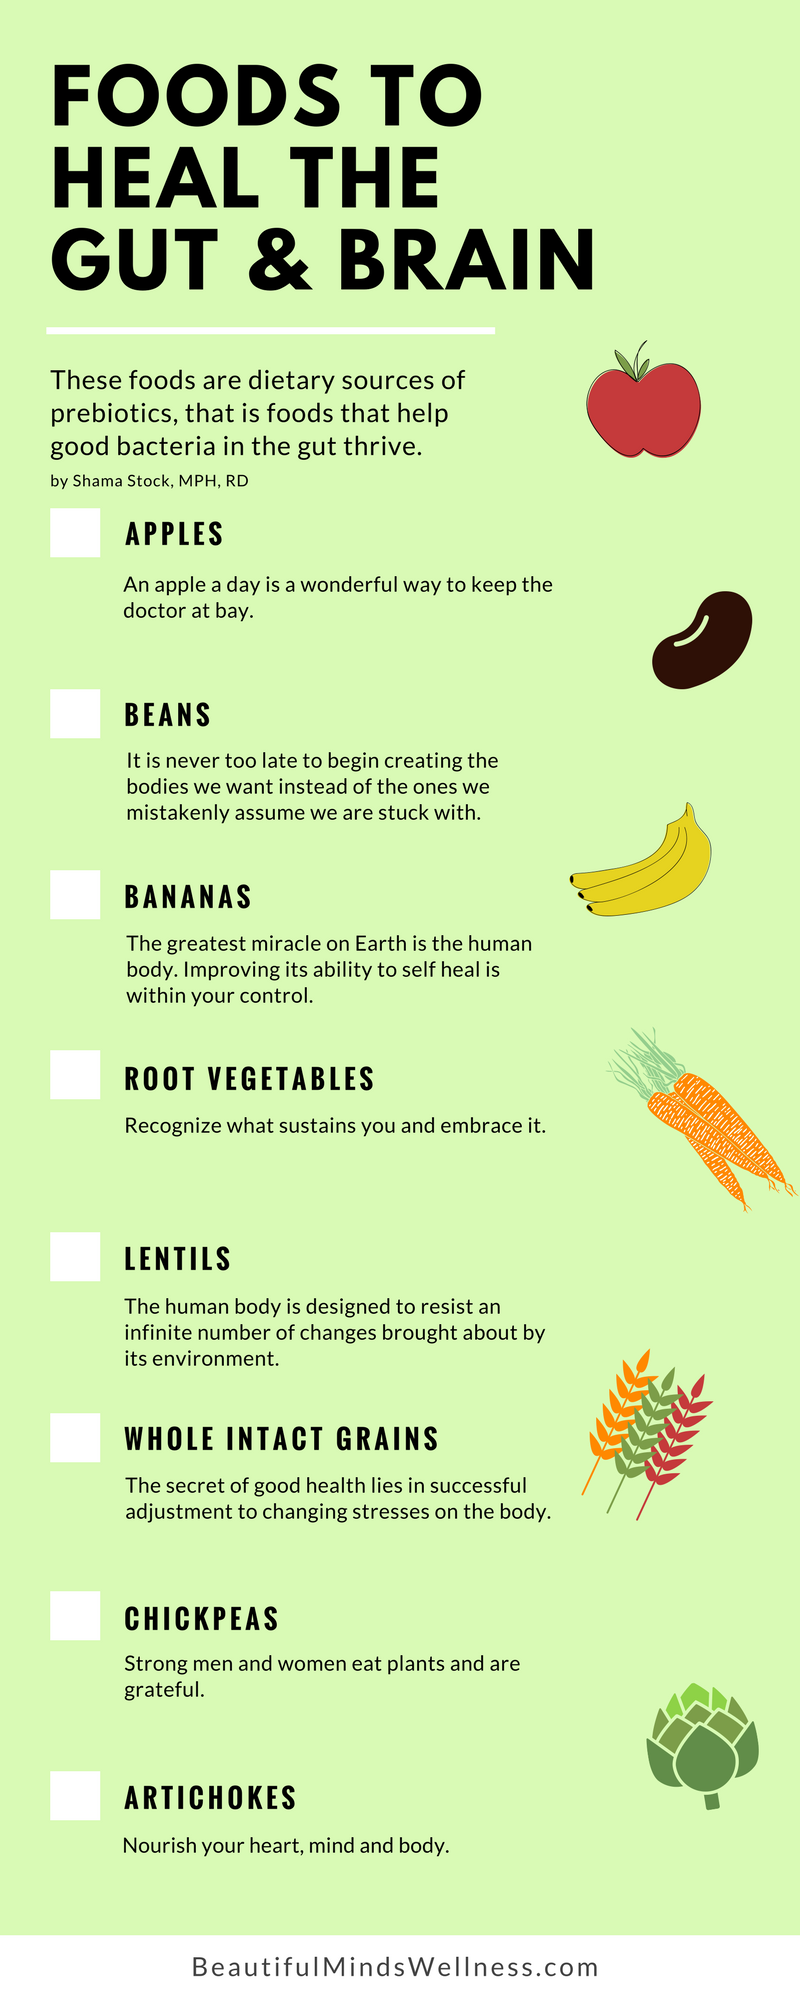 FOODS TO
HEAL THE
GUT & BRAIN
These foods are dietary sources of
prebiotics, that is foods that help
good bacteria in the gut thrive.
by Shama Stock, MPH, RD
APPLES
An apple a day is a wonderful way to keep the
doctor at bay.
BEANS
It is never too late to begin creating the
bodies we want instead of the ones we
mistakenly assume we are stuck with.
BANANAS
The greatest miracle on Earth is the human
body. Improving its ability to self heal is
within your control.
ROOT VEGETABLES
Recognize what sustains you and embrace it.
LENTILS
The human body is designed to resist an
infinite number of changes brought about by
its environment.
WHOLE INTACT GRAINS
The secret of good health lies in successful
adjustment to changing stresses on the body.
CHICKPEAS
Strong men and women eat plants and are
grateful.
ARTICHOKES
Nourish your heart, mind and body.
BeautifulMindsWellness.com